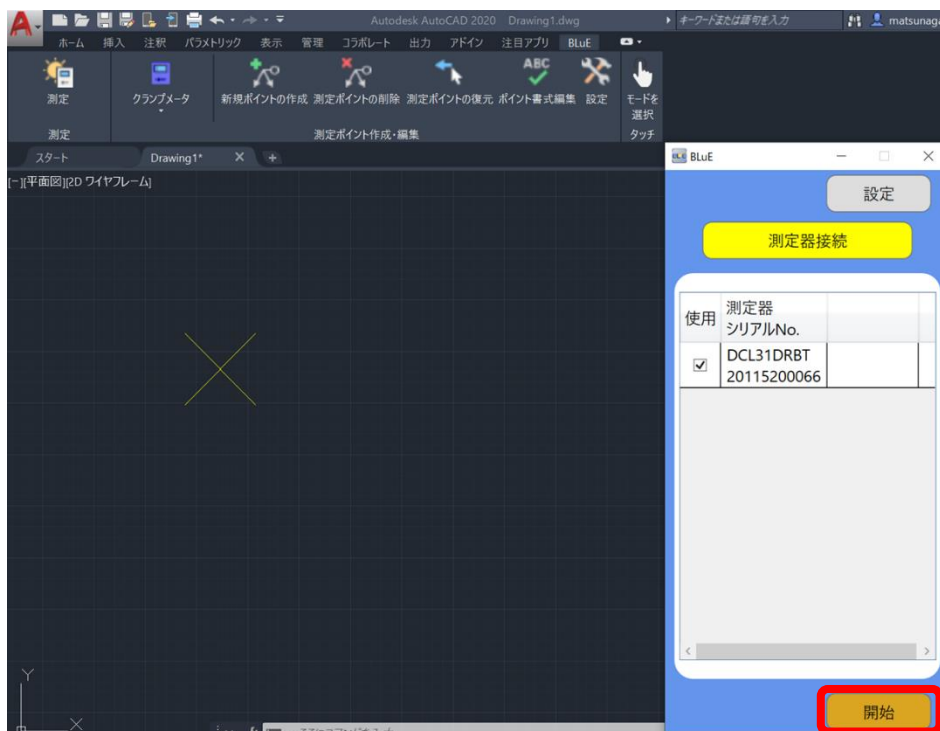 Autodesk AutoCAD 2020 Drawing1.dwg
キーワードまたは語句を入力
matsunaga
ホーム 挿入 注釈 パラメトリック 表示 管理 コラボレート 出力 アドイン 注目アプリ BLuE
測定
クランプメータ
新規ポイントの作成
測定ポイントの削除
測定ポイントの復元
ABC
ポイント書式編集
設定
モードを
選択
測定
測定ポイント作成・編集
タッチ
スタート
Drawing1*
[−][平面図][2D ワイヤフレーム]
Y
X
BLuE
設定
測定器接続
使用
測定器
シリアルNo.
DCL31DRBT
20115200066
開始